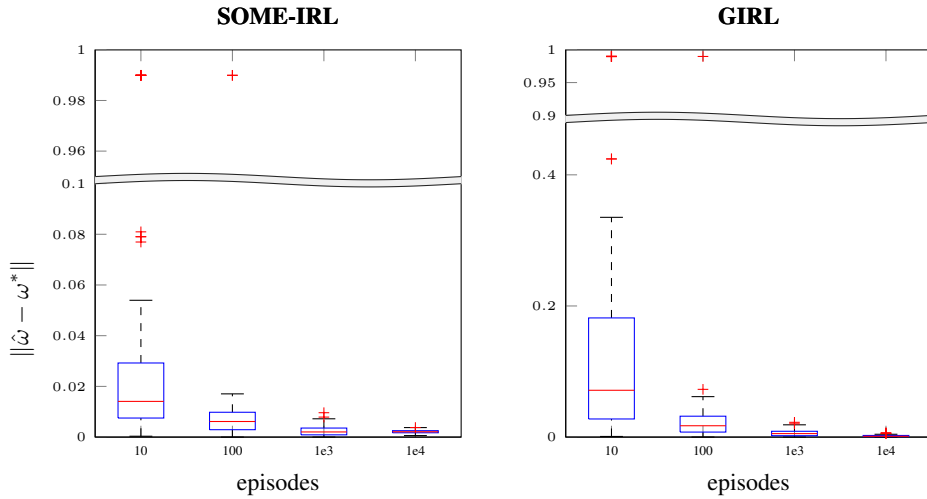 SOME-IRL
GIRL
1
0.98
0.96
0.1
0.08
0.06
0.04
0.02
0
10
100
1e3
1e4
episodes
||ω̂ − ω*||
1
0.95
0.9
0.4
0.2
0
10
100
1e3
1e4
episodes